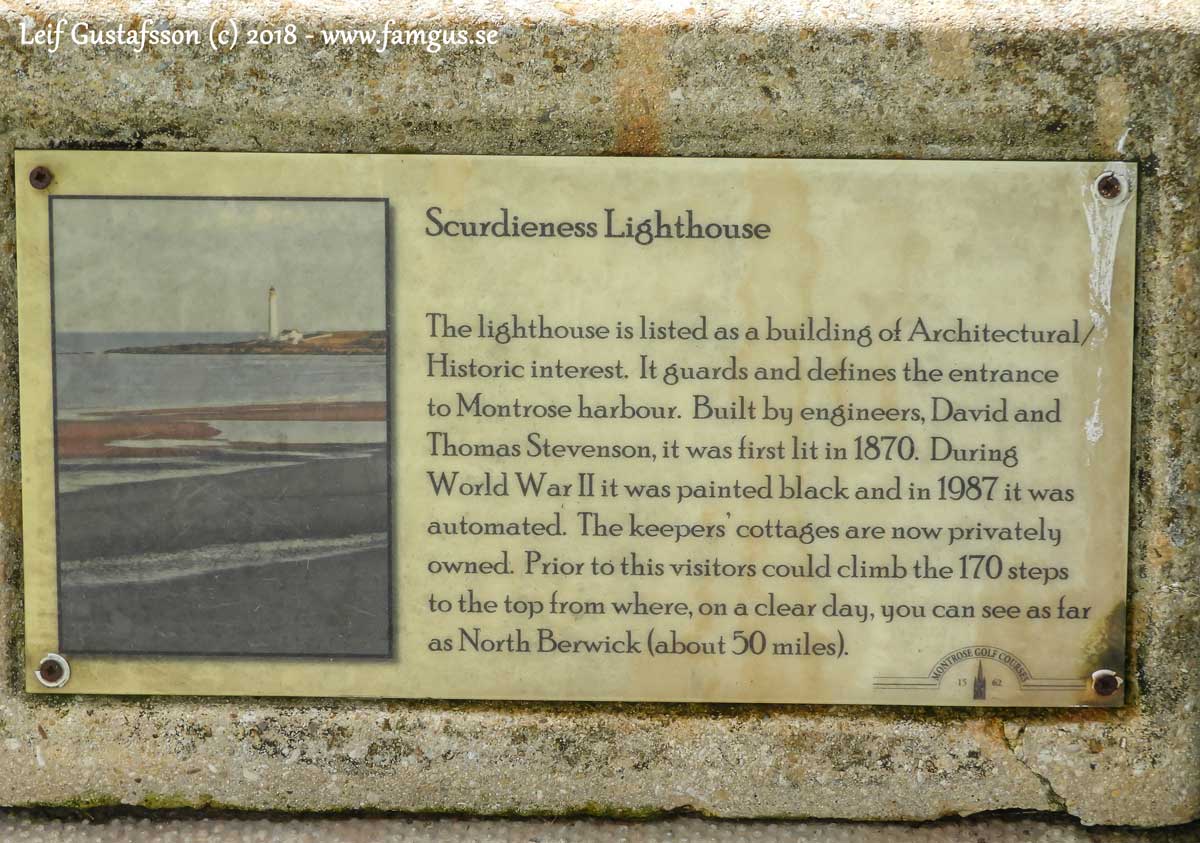 Leif Gustafsson (c) 2018 - www.famgus.se
Scurdieness Lighthouse
The lighthouse is listed as a building of Architectural/
Historic interest. It guards and defines the entrance
to Montrose harbour. Built by engineers, David and
Thomas Stevenson, it was first lit in 1870. During
World War II it was painted black and in 1987 it was
automated. The keepers' cottages are now privately
owned. Prior to this visitors could climb the 170 steps
to the top from where, on a clear day, you can see as far
as North Berwick (about 50 miles).
MONTROSE GOLF COURSES
15 62